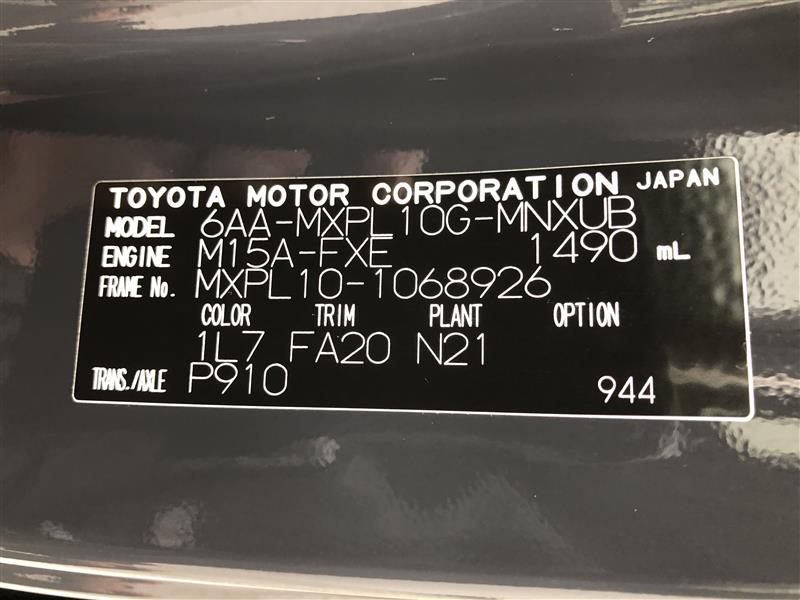 TOYOTA MOTOR CORPORATION JAPAN
MODEL 6AA-MXPL10G-MNXUB
ENGINE M15A-FXE 1490 mL
FRAME No. MXPL10-1068926
COLOR TRIM PLANT OPTION
1L7 FA20 N21
TRANS./AXLE P910 944